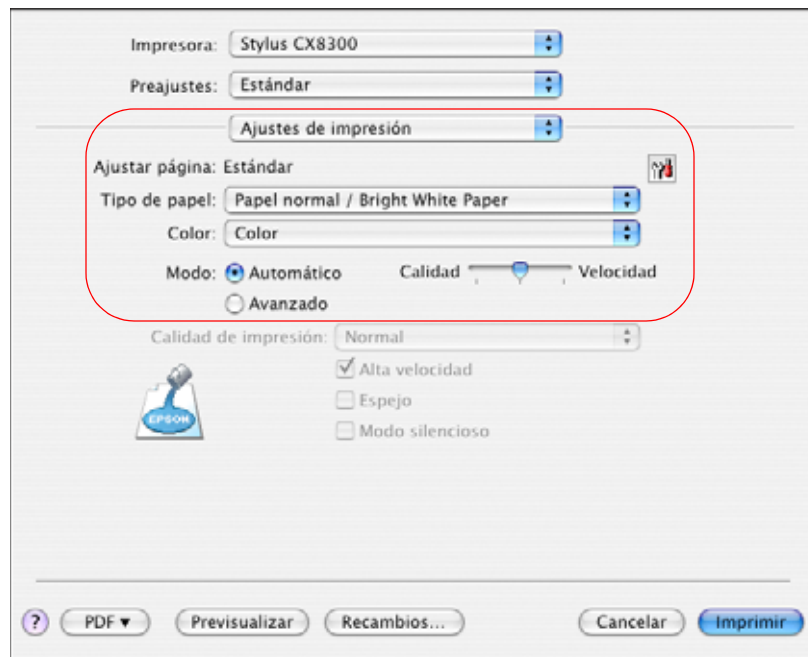 Impresora: Stylus CX8300
Preajustes: Estándar
Ajustes de impresión
Ajustar página: Estándar
Tipo de papel: Papel normal / Bright White Paper
Color: Color
Modo: Automático Calidad Velocidad
Avanzado
Calidad de impresión: Normal
Alta velocidad
EPSON
Espejo
Modo silencioso
? PDF Previsualizar Recambios... Cancelar Imprimir